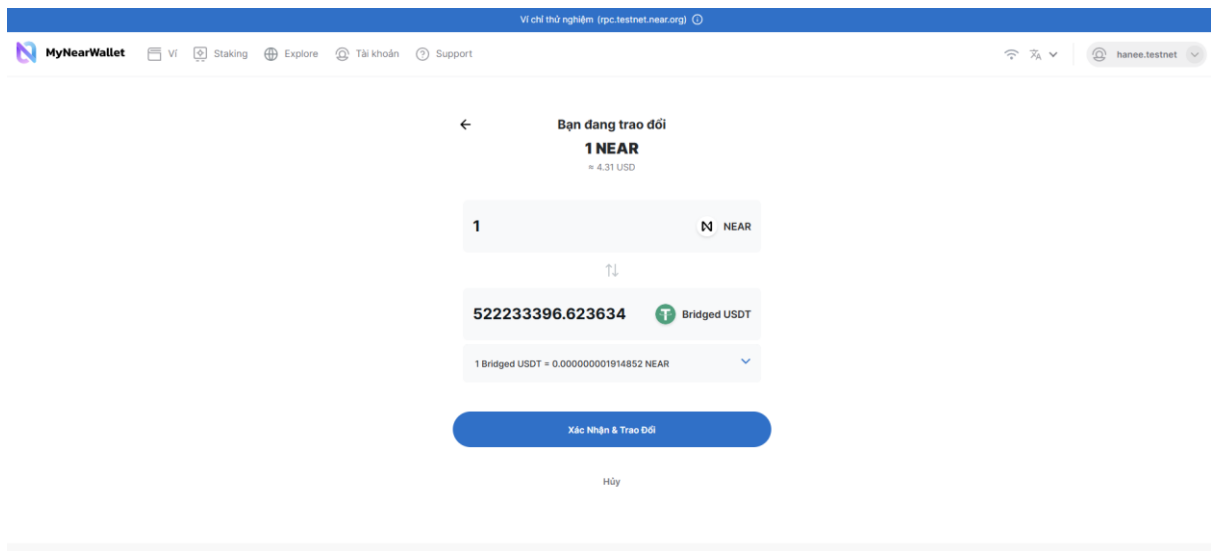 Ví chỉ thử nghiệm (rpc.testnet.near.org)
MyNearWallet Ví Staking Explore Tài khoản Support hanee.testnet
Bạn đang trao đổi
1 NEAR
≈ 4.31 USD
1 NEAR
522233396.623634 Bridged USDT
1 Bridged USDT = 0.000000001914852 NEAR
Xác Nhận & Trao Đổi
Hủy